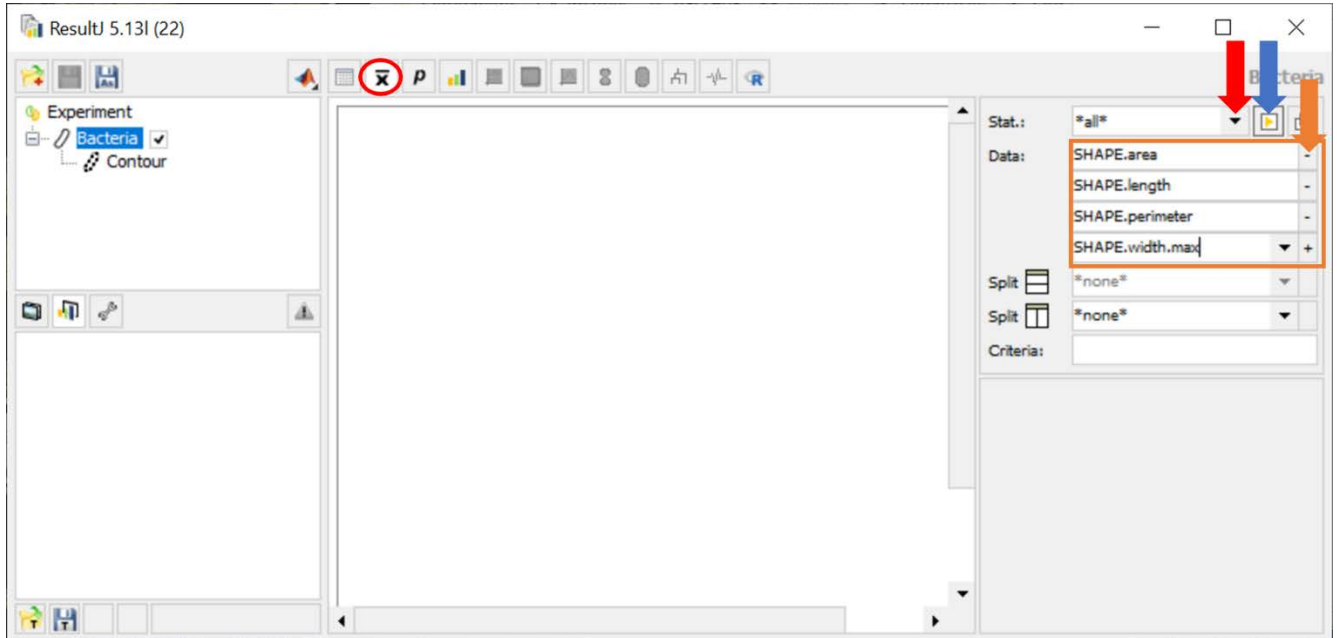 ResultJ 5.13l (22)
x p R
Experiment
Bacteria
Contour
Stat.: *all*
Data: SHAPE.area -
SHAPE.length -
SHAPE.perimeter -
SHAPE.width.max +
Split *none*
Split *none*
Criteria:
T T